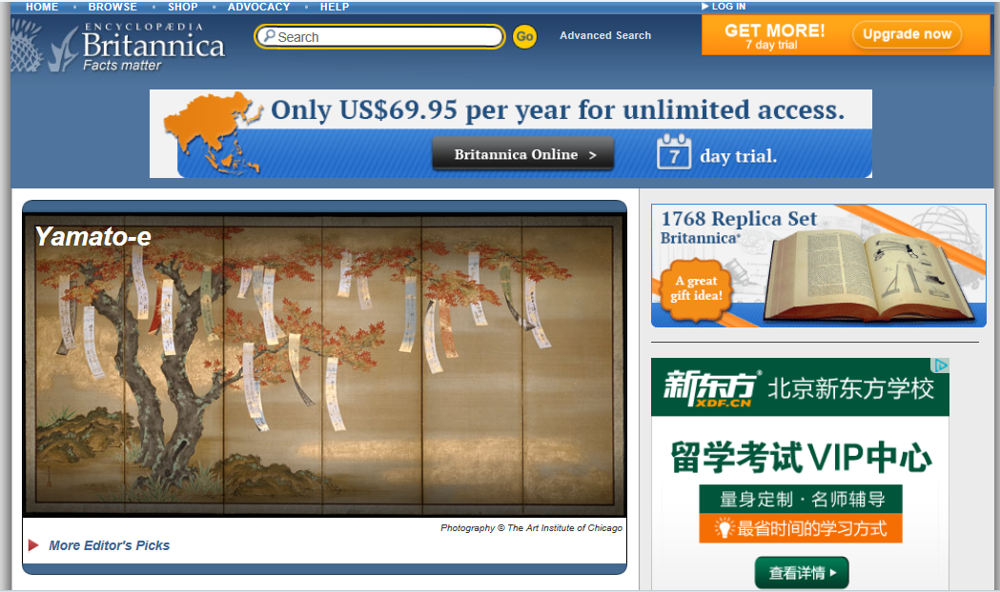 HOME • BROWSE • SHOP • ADVOCACY • HELP
LOG IN
ENCYCLOPÆDIA
Britannica
Facts matter
Search
Go
Advanced Search
GET MORE!
7 day trial
Upgrade now
Only US$69.95 per year for unlimited access.
Britannica Online >
7
day trial.
Yamato-e
Photography © The Art Institute of Chicago
More Editor's Picks
1768 Replica Set
Britannica®
A great
gift idea!
新东方® 北京新东方学校
XDF.CN
留学考试VIP中心
量身定制·名师辅导
最省时间的学习方式
查看详情